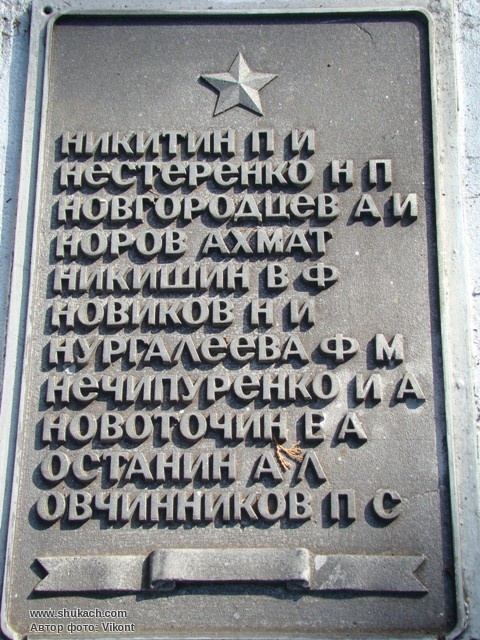 НИКИТИН П И
НЕСТЕРЕНКО Н П
НОВГОРОДЦЕВ А И
НОРОВ АХМАТ
НИКИШИН В Ф
НОВИКОВ Н И
НУРГАЛЕЕВА Ф М
НЕЧИПУРЕНКО И А
НОВОТОЧИН Е А
ОСТАНИН А Л
ОВЧИННИКОВ П С
www.shukach.com
Автор фото- Vikont